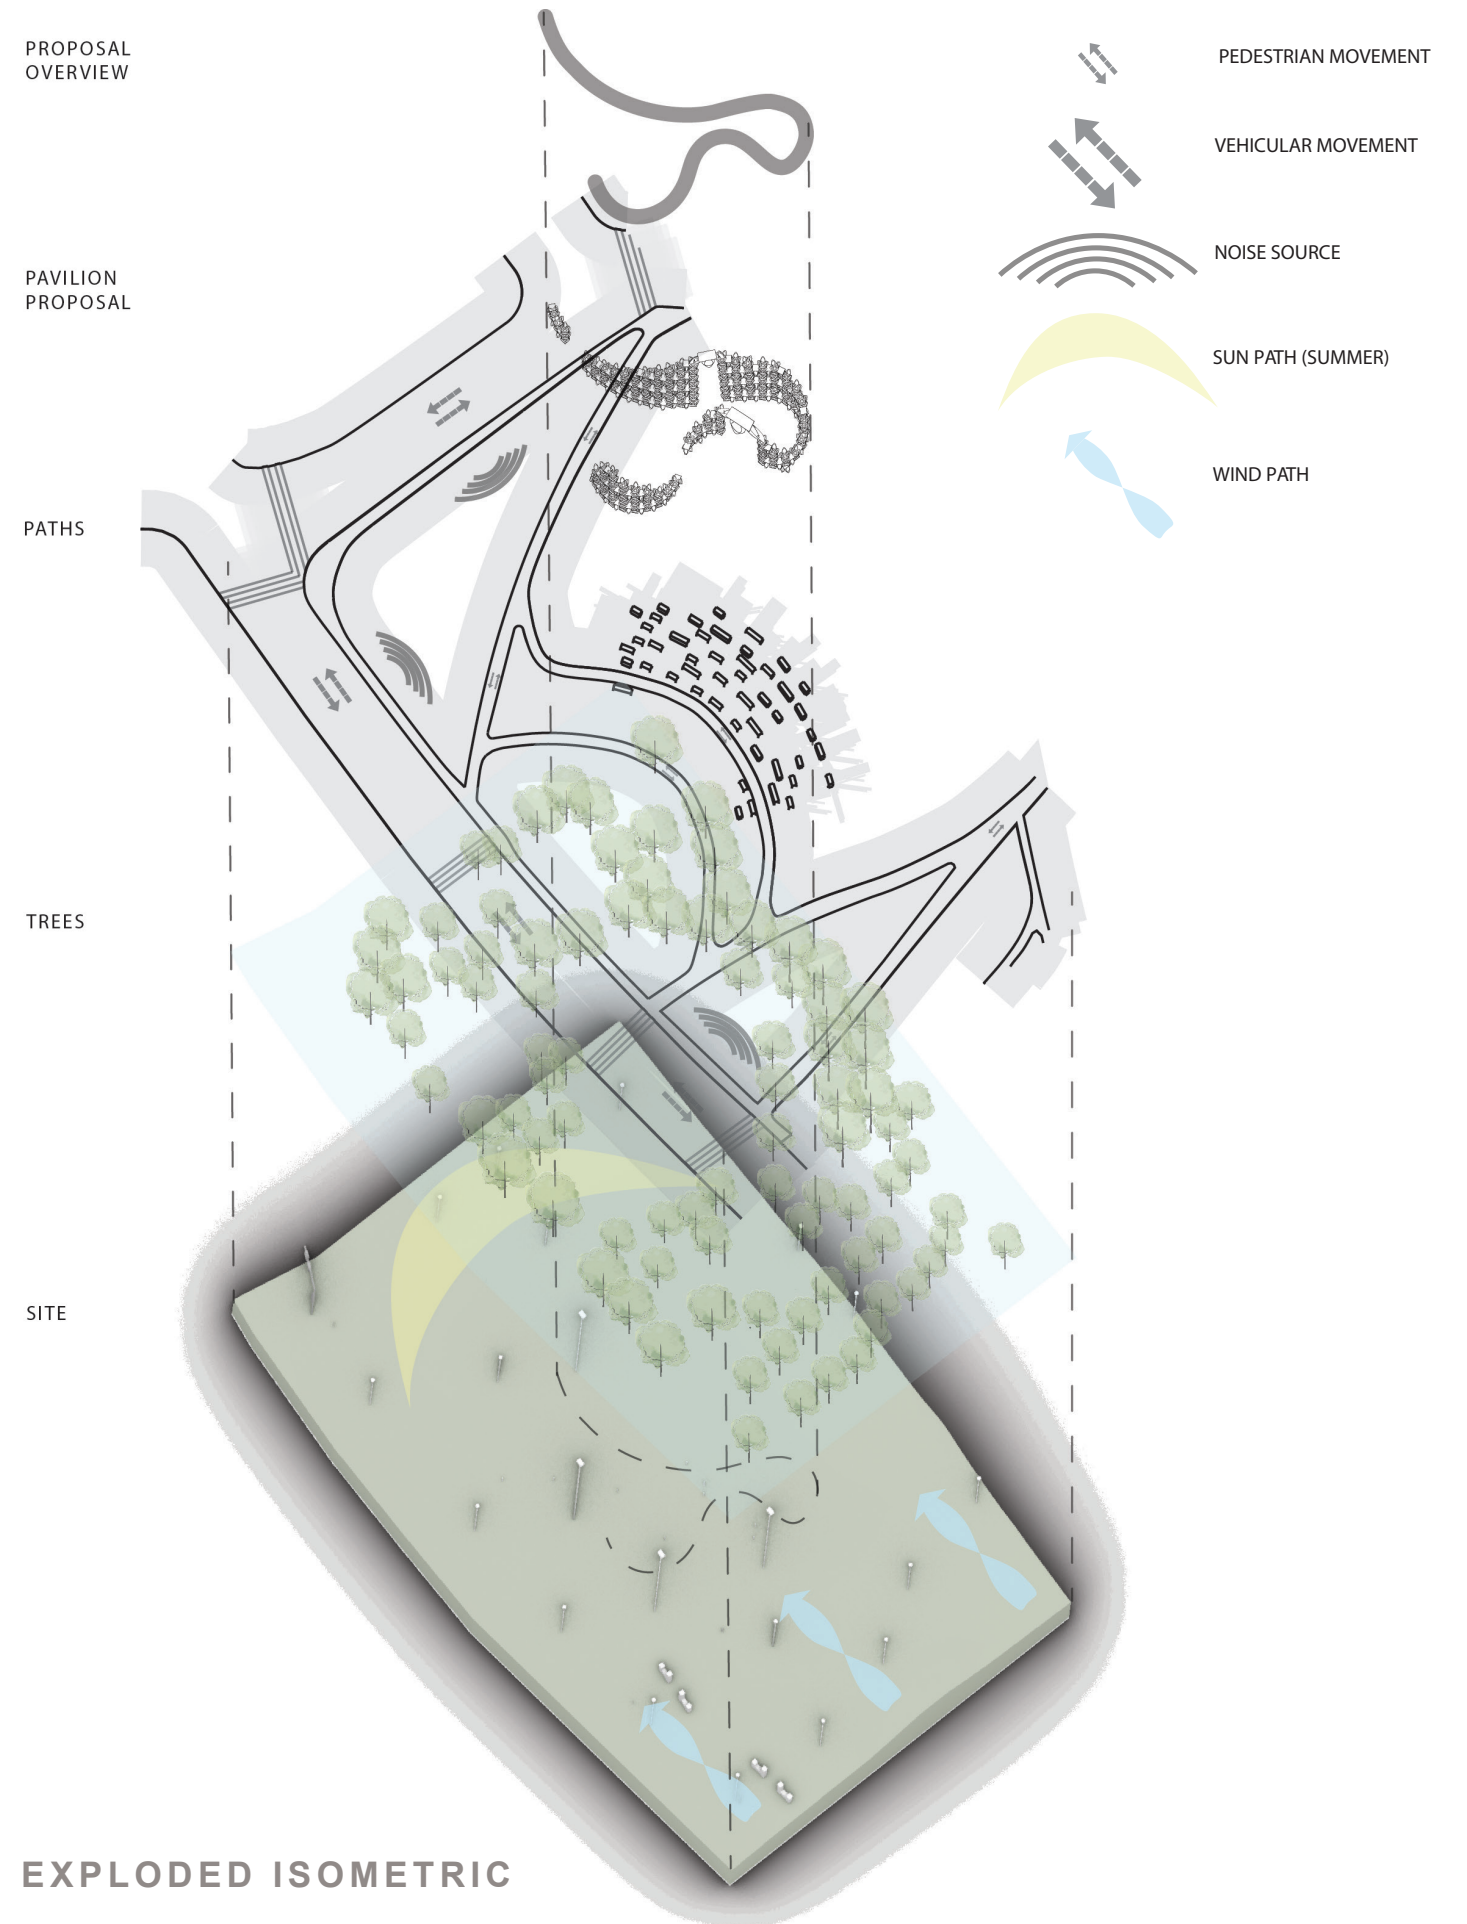 PROPOSAL
OVERVIEW
PAVILION
PROPOSAL
PATHS
TREES
SITE
PEDESTRIAN MOVEMENT
VEHICULAR MOVEMENT
NOISE SOURCE
SUN PATH (SUMMER)
WIND PATH
EXPLODED ISOMETRIC